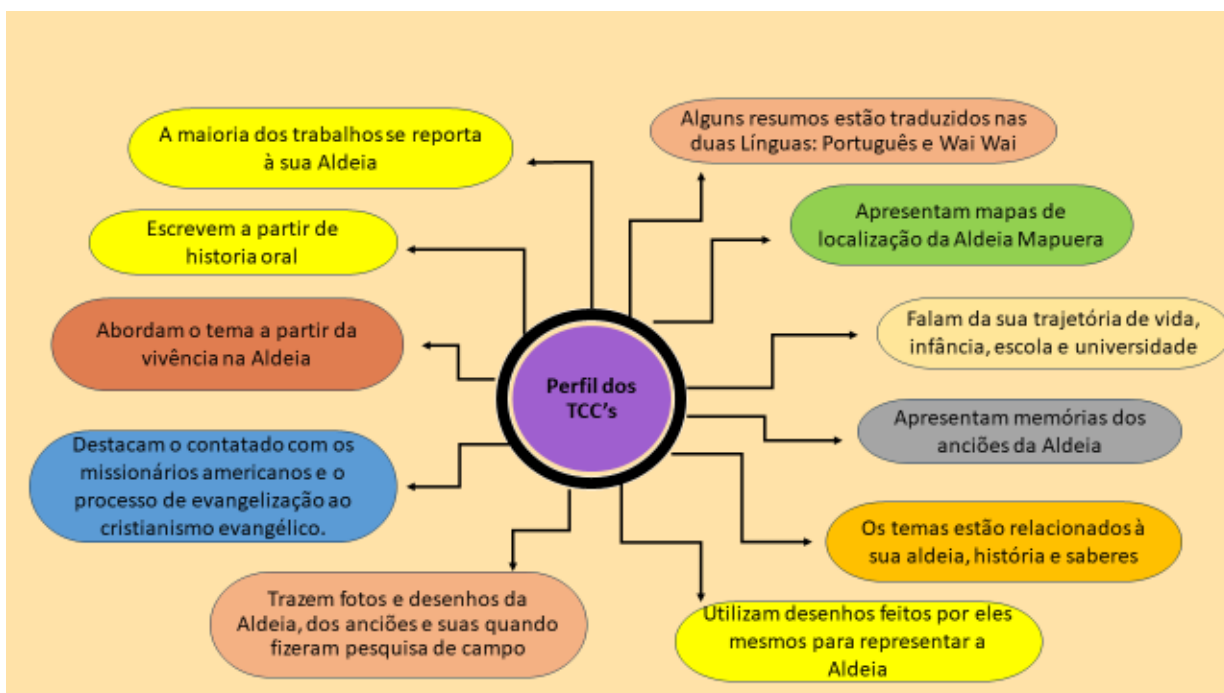 A maioria dos trabalhos se reporta
à sua Aldeia
Escrevem a partir de
historia oral
Abordam o tema a partir da
vivência na Aldeia
Destacam o contatado com os
missionários americanos e o
processo de evangelização ao
cristianismo evangélico.
Trazem fotos e desenhos da
Aldeia, dos anciões e suas quando
fizeram pesquisa de campo
Perfil dos
TCC's
Alguns resumos estão traduzidos nas
duas Línguas: Português e Wai Wai
Apresentam mapas de
localização da Aldeia Mapuera
Falam da sua trajetória de vida,
infância, escola e universidade
Apresentam memórias dos
anciões da Aldeia
Os temas estão relacionados à
sua aldeia, história e saberes
Utilizam desenhos feitos por eles
mesmos para representar a
Aldeia